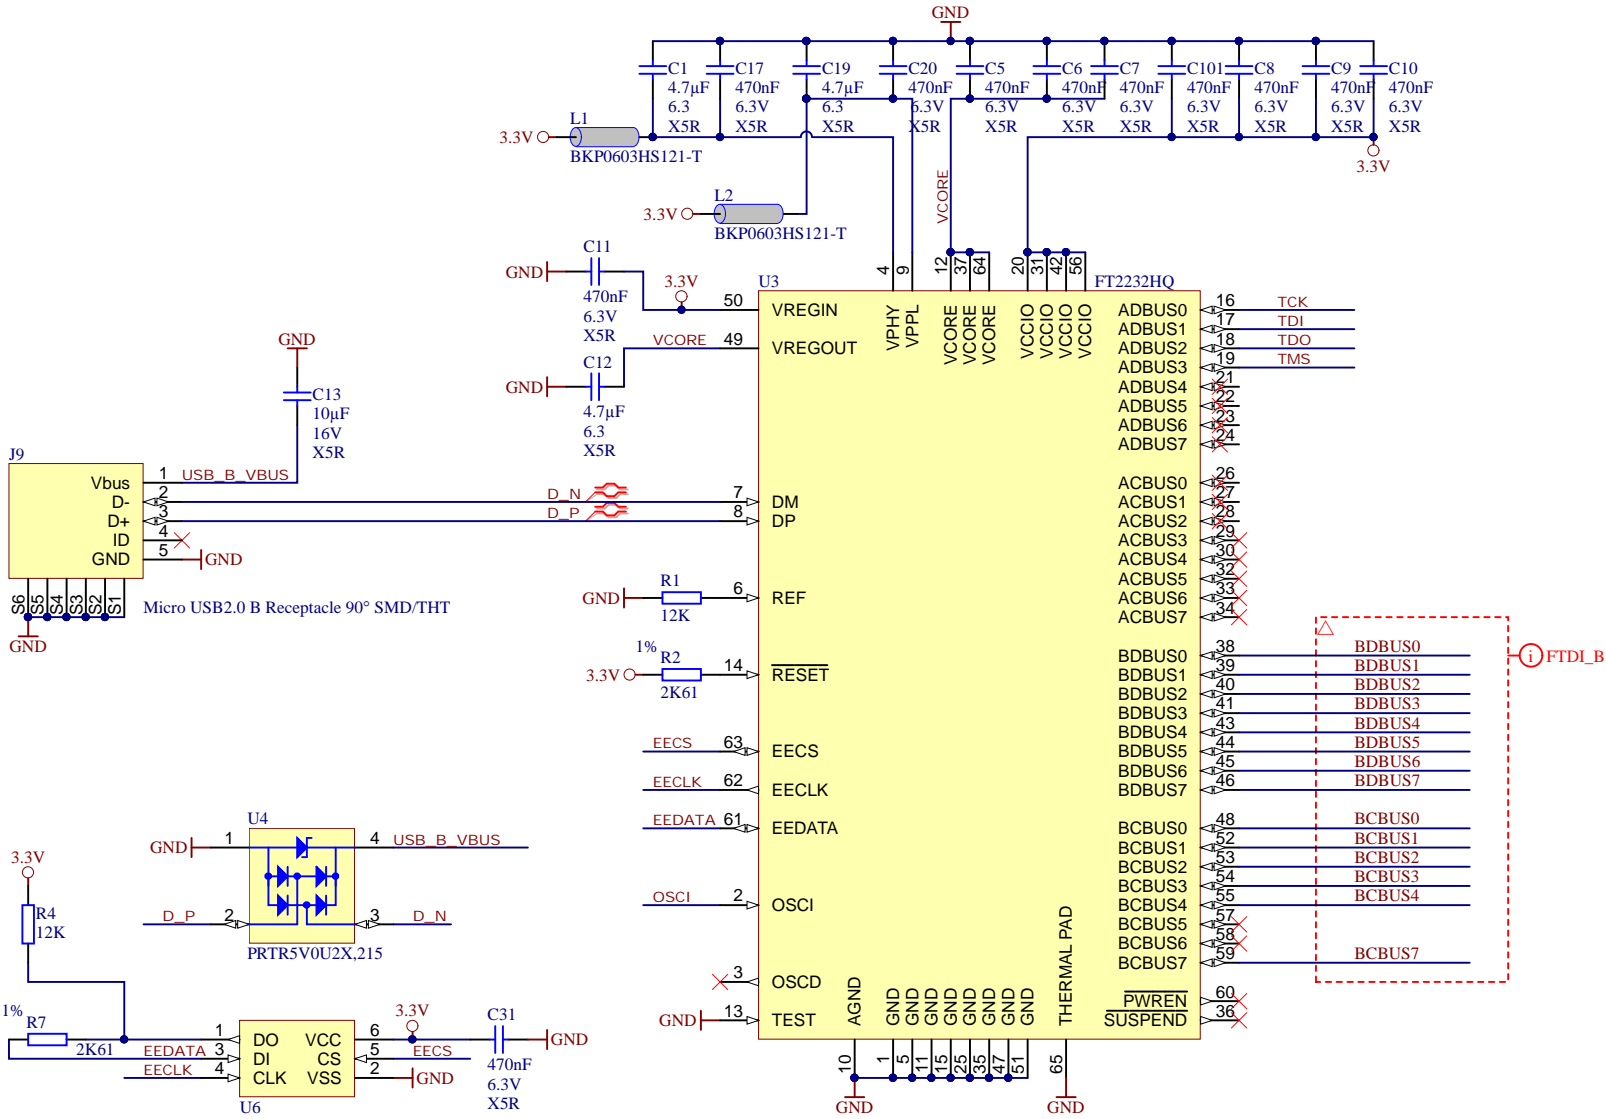 GND
C1
4.7µF
6.3
X5R
C17
470nF
6.3V
X5R
C19
4.7µF
6.3
X5R
C20
470nF
6.3V
X5R
C5
470nF
6.3V
X5R
C6
470nF
6.3V
X5R
C7
470nF
6.3V
X5R
C101
470nF
6.3V
X5R
C8
470nF
6.3V
X5R
C9
470nF
6.3V
X5R
C10
470nF
6.3V
X5R
3.3V
L1
BKP0603HS121-T
3.3V
3.3V
L2
BKP0603HS121-T
VCORE
GND
C11
470nF
6.3V
X5R
3.3V
VCORE
GND
C12
4.7µF
6.3
X5R
U3
FT2232HQ
4
9
12
37
64
20
31
42
56
VPHY
VPPL
VCORE
VCORE
VCORE
VCCIO
VCCIO
VCCIO
VCCIO
50 VREGIN
49 VREGOUT
7 DM
8 DP
6 REF
14 RESET
63 EECS
62 EECLK
61 EEDATA
2 OSCI
3 OSCD
13 TEST
ADBUS0 16 TCK
ADBUS1 17 TDI
ADBUS2 18 TDO
ADBUS3 19 TMS
ADBUS4 21
ADBUS5 22
ADBUS6 23
ADBUS7 24
ACBUS0 26
ACBUS1 27
ACBUS2 28
ACBUS3 29
ACBUS4 30
ACBUS5 32
ACBUS6 33
ACBUS7 34
BDBUS0 38 BDBUS0
BDBUS1 39 BDBUS1
BDBUS2 40 BDBUS2
BDBUS3 41 BDBUS3
BDBUS4 43 BDBUS4
BDBUS5 44 BDBUS5
BDBUS6 45 BDBUS6
BDBUS7 46 BDBUS7
BCBUS0 48 BCBUS0
BCBUS1 52 BCBUS1
BCBUS2 53 BCBUS2
BCBUS3 54 BCBUS3
BCBUS4 55 BCBUS4
BCBUS5 57
BCBUS6 58
BCBUS7 59 BCBUS7
PWREN 60
SUSPEND 36
i FTDI_B
AGND
GND
GND
GND
GND
GND
GND
GND
GND
THERMAL PAD
10
1
5
11
15
25
35
47
51
65
GND
GND
GND
C13
10µF
16V
X5R
J9
Vbus 1 USB_B_VBUS
D- 2
D+ 3
ID 4
GND 5 GND
S6
S5
S4
S3
S2
S1
GND
Micro USB2.0 B Receptacle 90° SMD/THT
D_N
D_P
GND
R1
12K
1%
R2
3.3V
2K61
EECS
EECLK
EEDATA
OSCI
GND
U4
GND 1
4 USB_B_VBUS
D_P 2
3 D_N
PRTR5V0U2X,215
3.3V
R4
12K
1%
R7
2K61
1 DO
EEDATA 3 DI
EECLK 4 CLK
VCC 6
CS 5 EECS
VSS 2 GND
U6
3.3V
C31
GND
470nF
6.3V
X5R